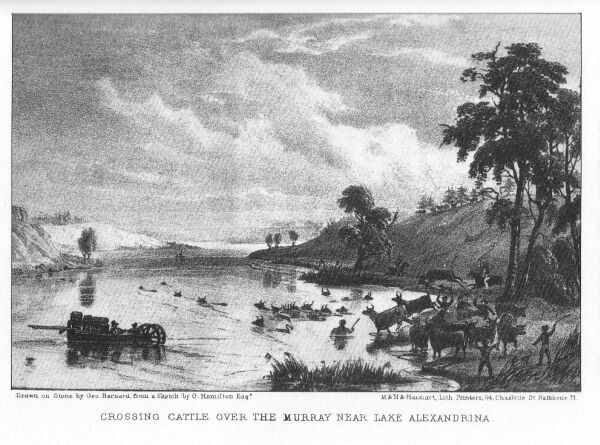 Drawn on Stone by Geo. Barnard, from a Sketch by G. Hamilton Esqr.
M & N Hanhart, Lith. Printers, 64, Charlotte St. Rathbone Pl.
CROSSING CATTLE OVER THE MURRAY NEAR LAKE ALEXANDRINA.